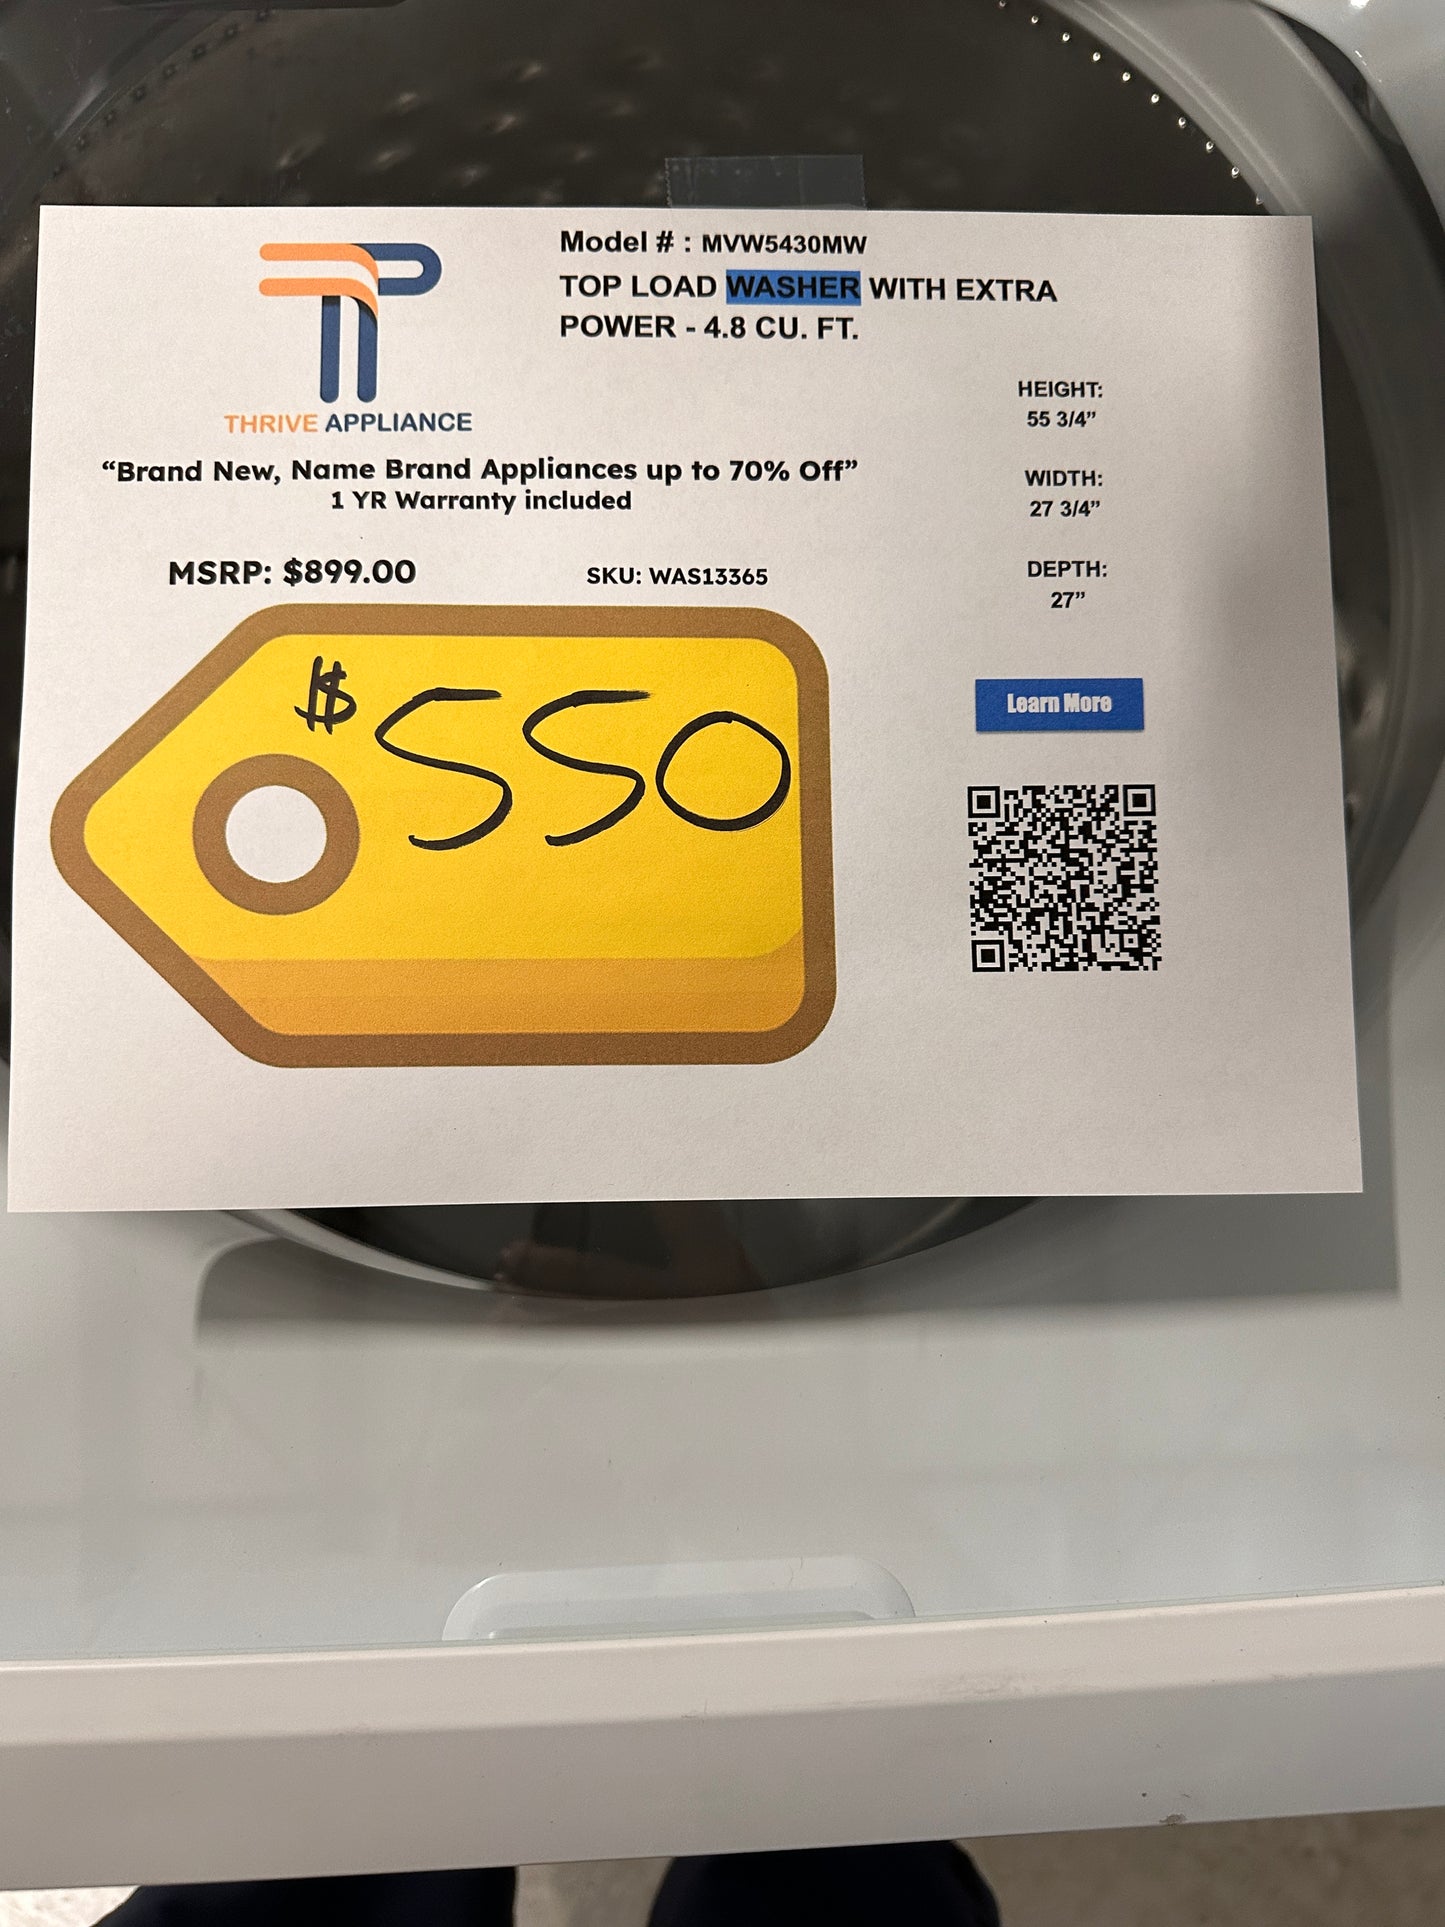 Model # : MVW5430MW
TOP LOAD WASHER WITH EXTRA
POWER - 4.8 CU. FT.
THRIVE APPLIANCE
“Brand New, Name Brand Appliances up to 70% Off”
1 YR Warranty included
MSRP: $899.00
SKU: WAS13365
$550
HEIGHT:
55 3/4”
WIDTH:
27 3/4”
DEPTH:
27”
Learn More